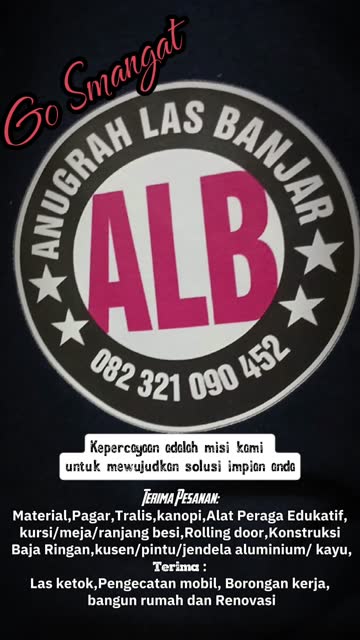 Go Smangat
ANUGRAH LAS BANJAR
ALB
082 321 090 452
Kepercayaan adalah misi kami
untuk mewujudkan solusi impian anda
Terima Pesanan:
Material,Pagar,Tralis,kanopi,Alat Peraga Edukatif,
kursi/meja/ranjang besi,Rolling door,Konstruksi
Baja Ringan,kusen/pintu/jendela aluminium/ kayu,
Terima :
Las ketok,Pengecatan mobil, Borongan kerja,
bangun rumah dan Renovasi